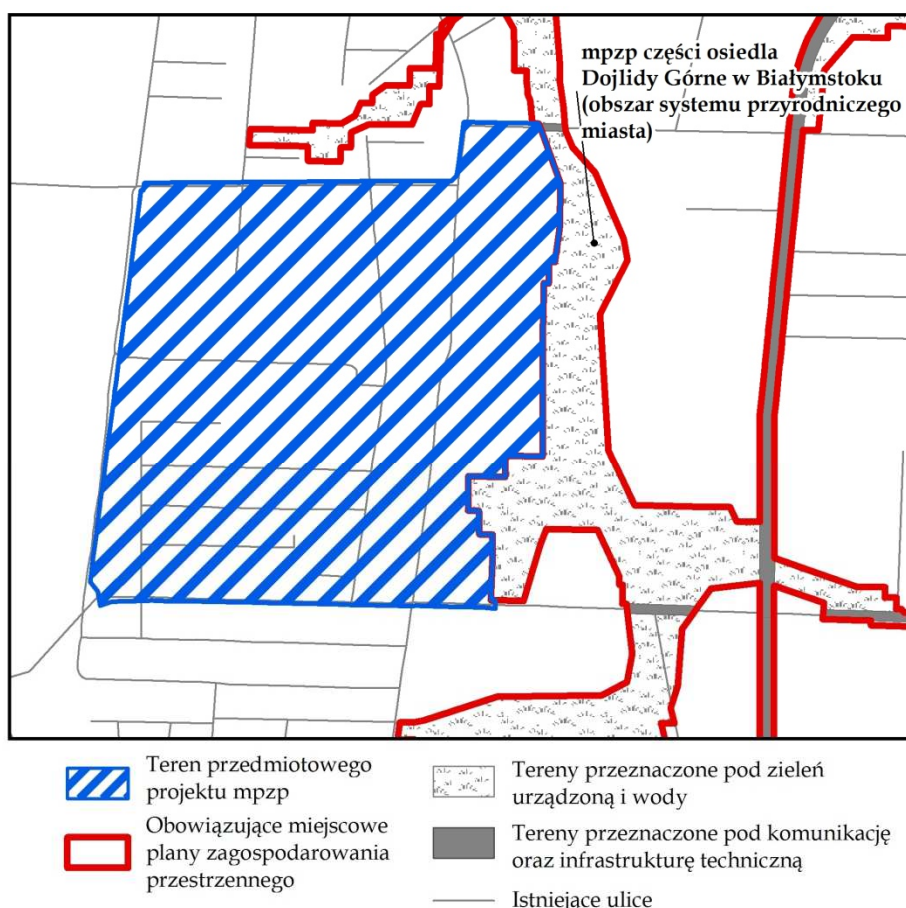 mpzp części osiedla
Dojlidy Górne w Białymstoku
(obszar systemu przyrodniczego
miasta)
Teren przedmiotowego
projektu mpzp
Obowiązujące miejscowe
plany zagospodarowania
przestrzennego
Tereny przeznaczone pod zieleń
urządzoną i wody
Tereny przeznaczone pod komunikację
oraz infrastrukturę techniczną
Istniejące ulice